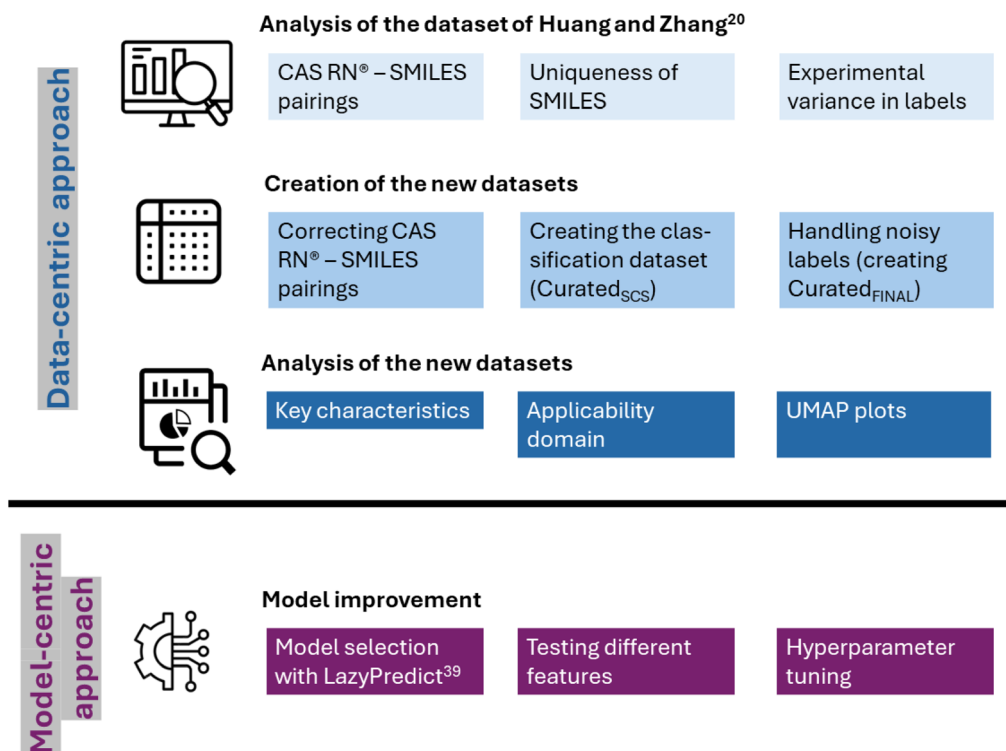 Data-centric approach
Analysis of the dataset of Huang and Zhang²⁰
CAS RN® – SMILES
pairings
Uniqueness of
SMILES
Experimental
variance in labels
Creation of the new datasets
Correcting CAS
RN® – SMILES
pairings
Creating the clas-
sification dataset
(Curated_SCS)
Handling noisy
labels (creating
Curated_FINAL)
Analysis of the new datasets
Key characteristics
Applicability
domain
UMAP plots
Model-centric
approach
Model improvement
Model selection
with LazyPredict³⁹
Testing different
features
Hyperparameter
tuning